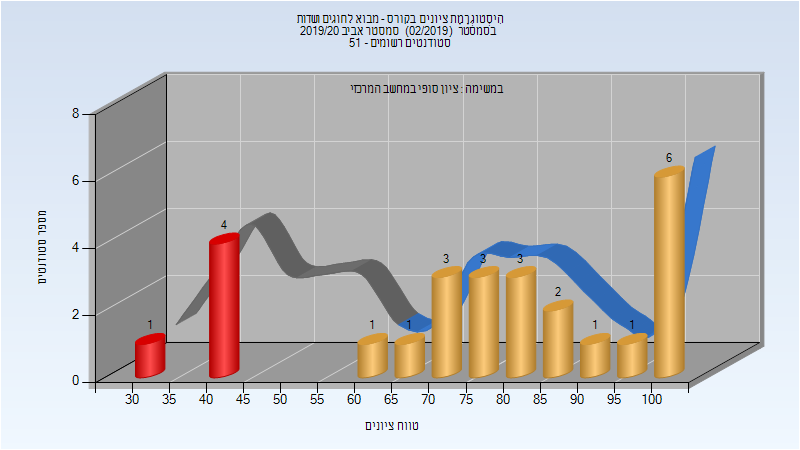 היסטוגרמת ציונים בקורס - מבוא לחוגים ושדות
בסמסטר (02/2019) סמסטר אביב 2019/20
סטודנטים רשומים - 51
במשימה : ציון סופי במחשב המרכזי
8
6
4
2
0
מספר סטודנטים
1
4
1
1
3
3
3
2
1
1
6
30 35 40 45 50 55 60 65 70 75 80 85 90 95 100
טווח ציונים